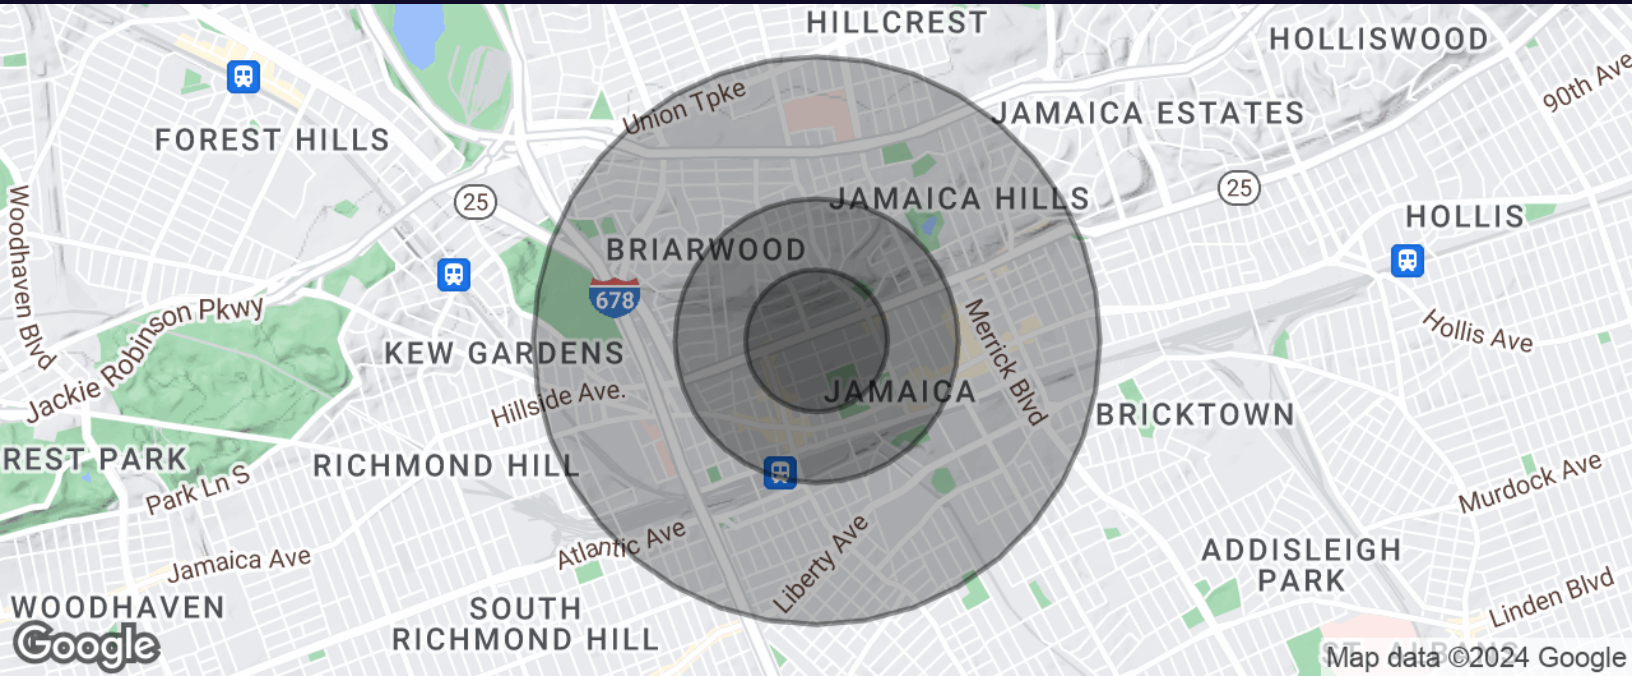 HILLCREST
HOLLISWOOD
90th Ave
Union Tpke
JAMAICA ESTATES
FOREST HILLS
25
25
Woodhaven Blvd
JAMAICA HILLS
HOLLIS
BRIARWOOD
678
Jackie Robinson Pkwy
Merrick Blvd
Hollis Ave
KEW GARDENS
Hillside Ave.
JAMAICA
BRICKTOWN
REST PARK
RICHMOND HILL
Park Ln S
Murdock Ave
Atlantic Ave
Liberty Ave
Jamaica Ave
ADDISLEIGH
PARK
WOODHAVEN
SOUTH
RICHMOND HILL
Linden Blvd
Google
Map data ©2024 Google